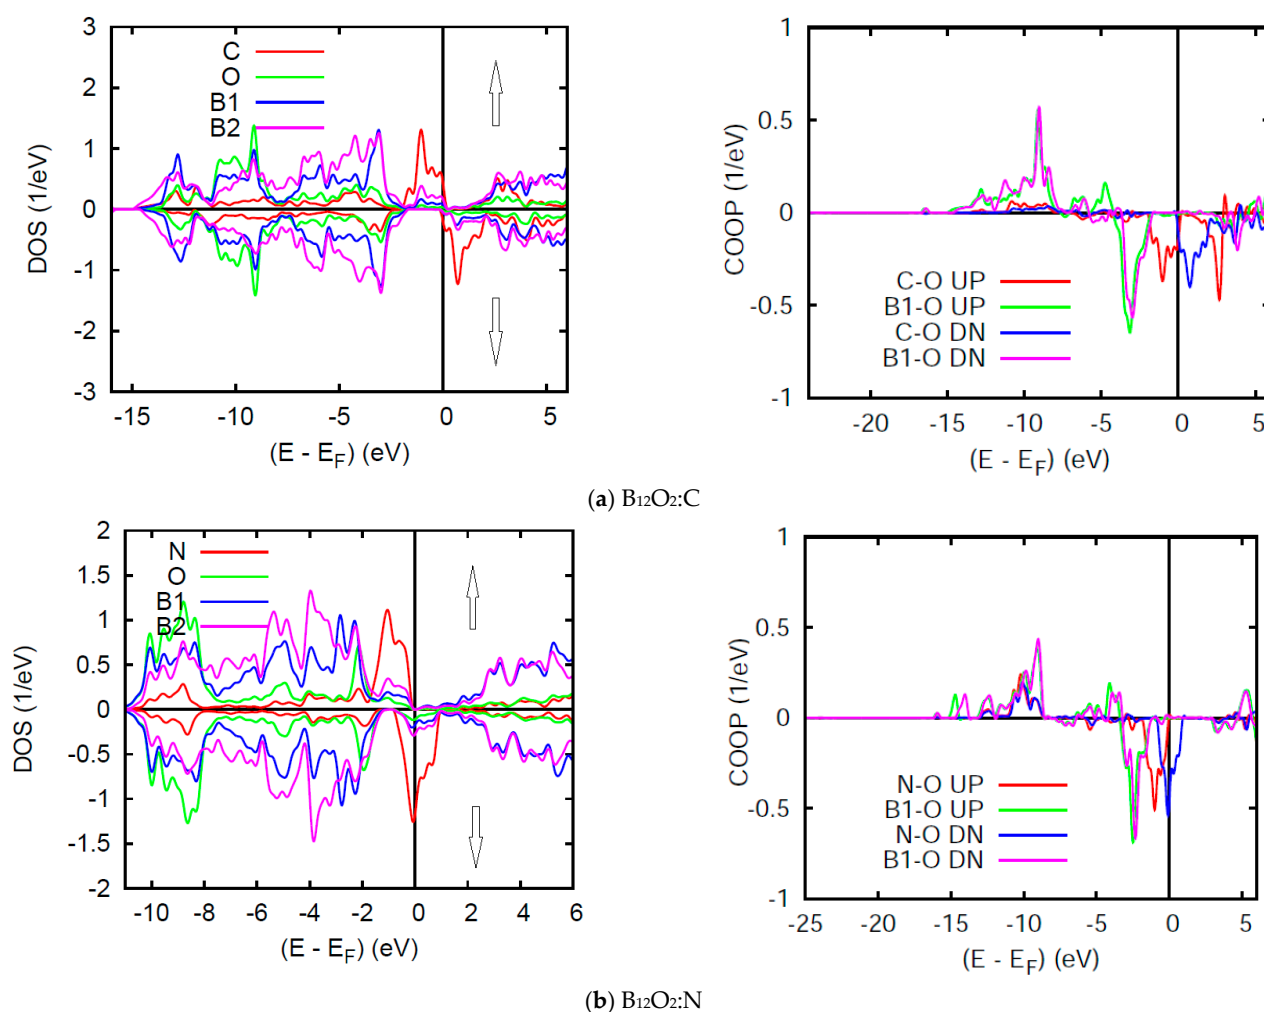 3
2
1
0
-1
-2
-3
DOS (1/eV)
C
O
B1
B2
-15 -10 -5 0 5
(E - EF) (eV)
1
0.5
0
-0.5
-1
COOP (1/eV)
C-O UP
B1-O UP
C-O DN
B1-O DN
-20 -15 -10 -5 0 5
(E - EF) (eV)
(a) B12O2:C
2
1.5
1
0.5
0
-0.5
-1
-1.5
-2
DOS (1/eV)
N
O
B1
B2
-10 -8 -6 -4 -2 0 2 4 6
(E - EF) (eV)
1
0.5
0
-0.5
-1
COOP (1/eV)
N-O UP
B1-O UP
N-O DN
B1-O DN
-25 -20 -15 -10 -5 0 5
(E - EF) (eV)
(b) B12O2:N